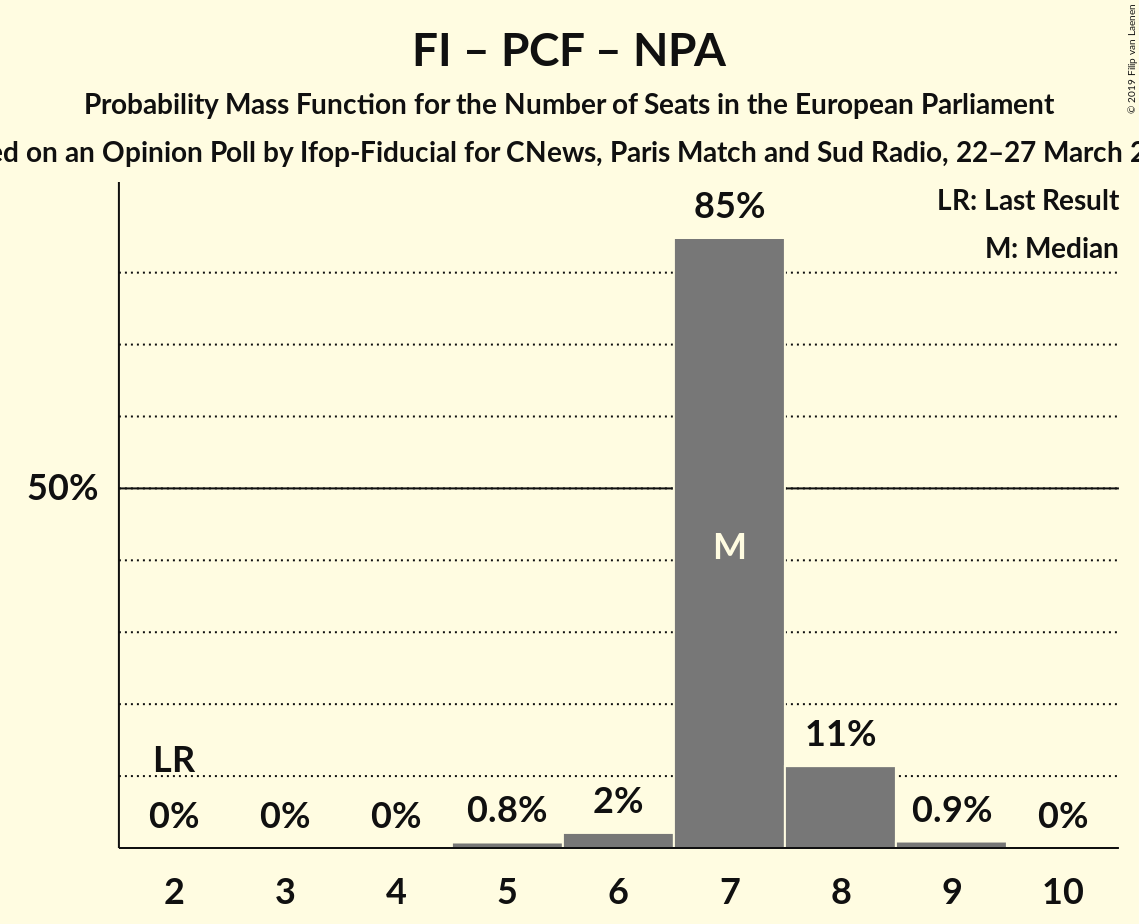 FI – PCF – NPA
Probability Mass Function for the Number of Seats in the European Parliament
ed on an Opinion Poll by Ifop-Fiducial for CNews, Paris Match and Sud Radio, 22–27 March 2
© 2019 Filip van Laenen
LR: Last Result
M: Median
85%
50%
M
LR
11%
0%
0%
0%
0.8%
2%
0.9%
0%
2
3
4
5
6
7
8
9
10